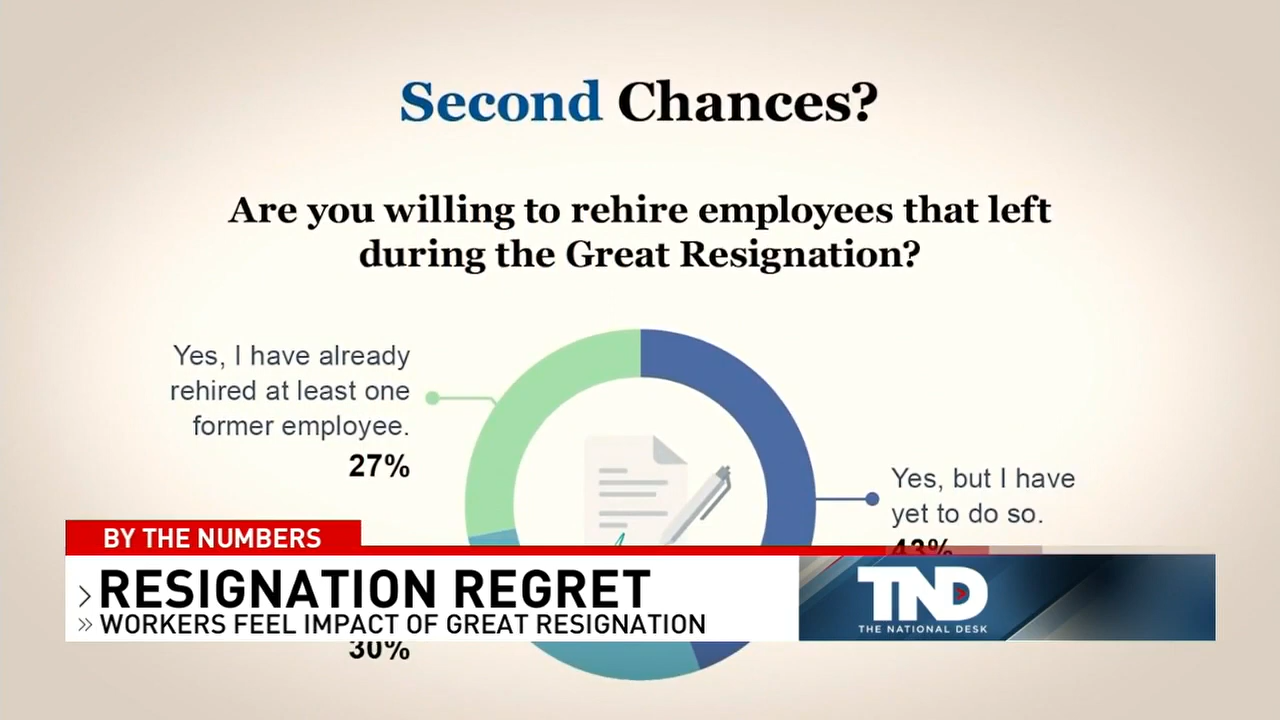 Second Chances?
Are you willing to rehire employees that left
during the Great Resignation?
Yes, I have already
rehired at least one
former employee.
27%
Yes, but I have
yet to do so.
43%
BY THE NUMBERS
RESIGNATION REGRET
WORKERS FEEL IMPACT OF GREAT RESIGNATION
TND
THE NATIONAL DESK
30%